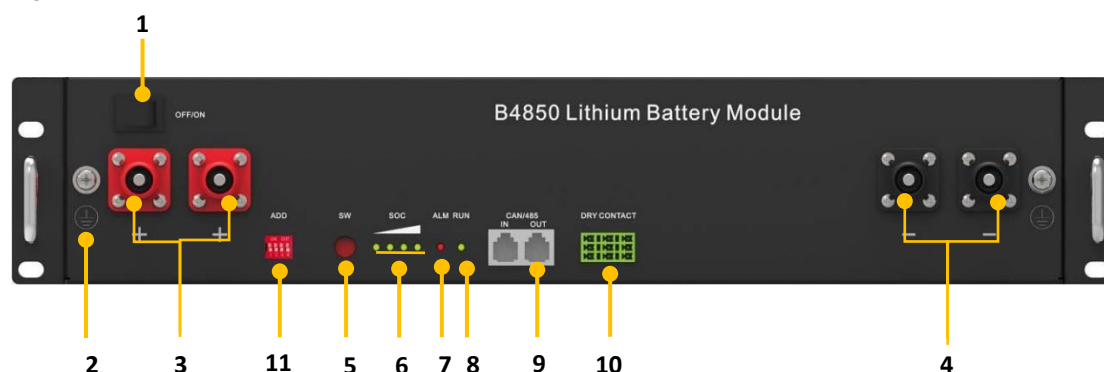 1
B4850 Lithium Battery Module
OFF/ON
+ +
- -
ADD
SW
SOC
ALM RUN
CAN/485
IN OUT
DRY CONTACT
2 3 11 5 6 7 8 9 10 4